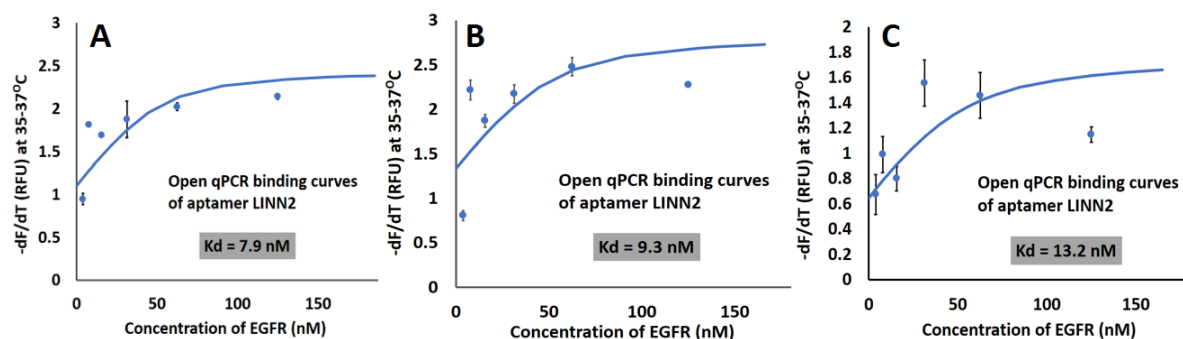 A
-dF/dT (RFU) at 35-37⁰C
3
2.5
2
1.5
1
0.5
0
0 50 100 150
Concentration of EGFR (nM)
Open qPCR binding curves
of aptamer LINN2
Kd = 7.9 nM
B
-dF/dT (RFU) at 35-37⁰C
3
2.5
2
1.5
1
0.5
0
0 50 100 150
Concentration of EGFR (nM)
Open qPCR binding curves
of aptamer LINN2
Kd = 9.3 nM
C
-dF/dT (RFU) at 35-37⁰C
2
1.8
1.6
1.4
1.2
1
0.8
0.6
0.4
0.2
0
0 50 100 150
Concentration of EGFR (nM)
Open qPCR binding curves
of aptamer LINN2
Kd = 13.2 nM